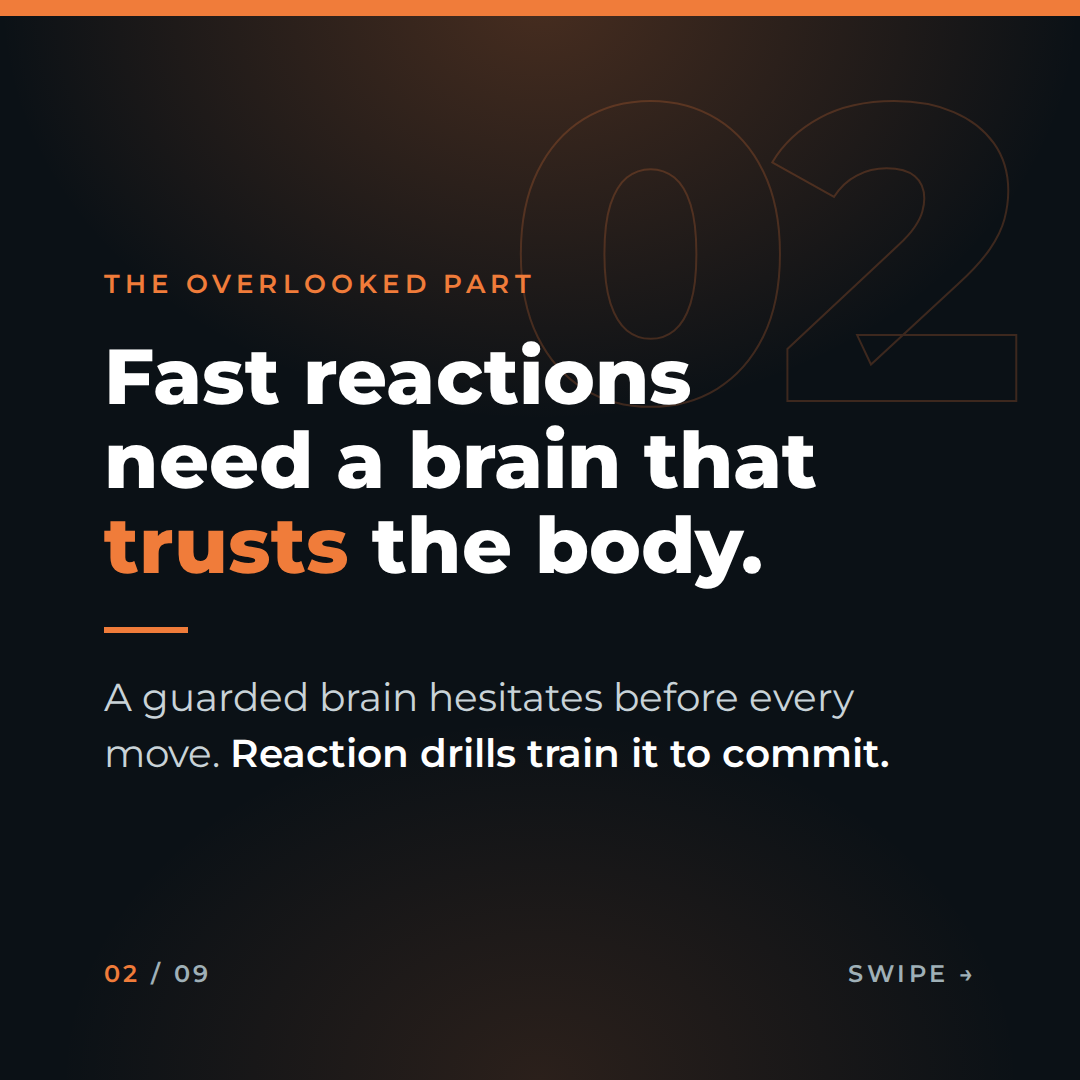 02
THE OVERLOOKED PART
Fast reactions
need a brain that
trusts the body.
A guarded brain hesitates before every
move. Reaction drills train it to commit.
02 / 09
SWIPE →